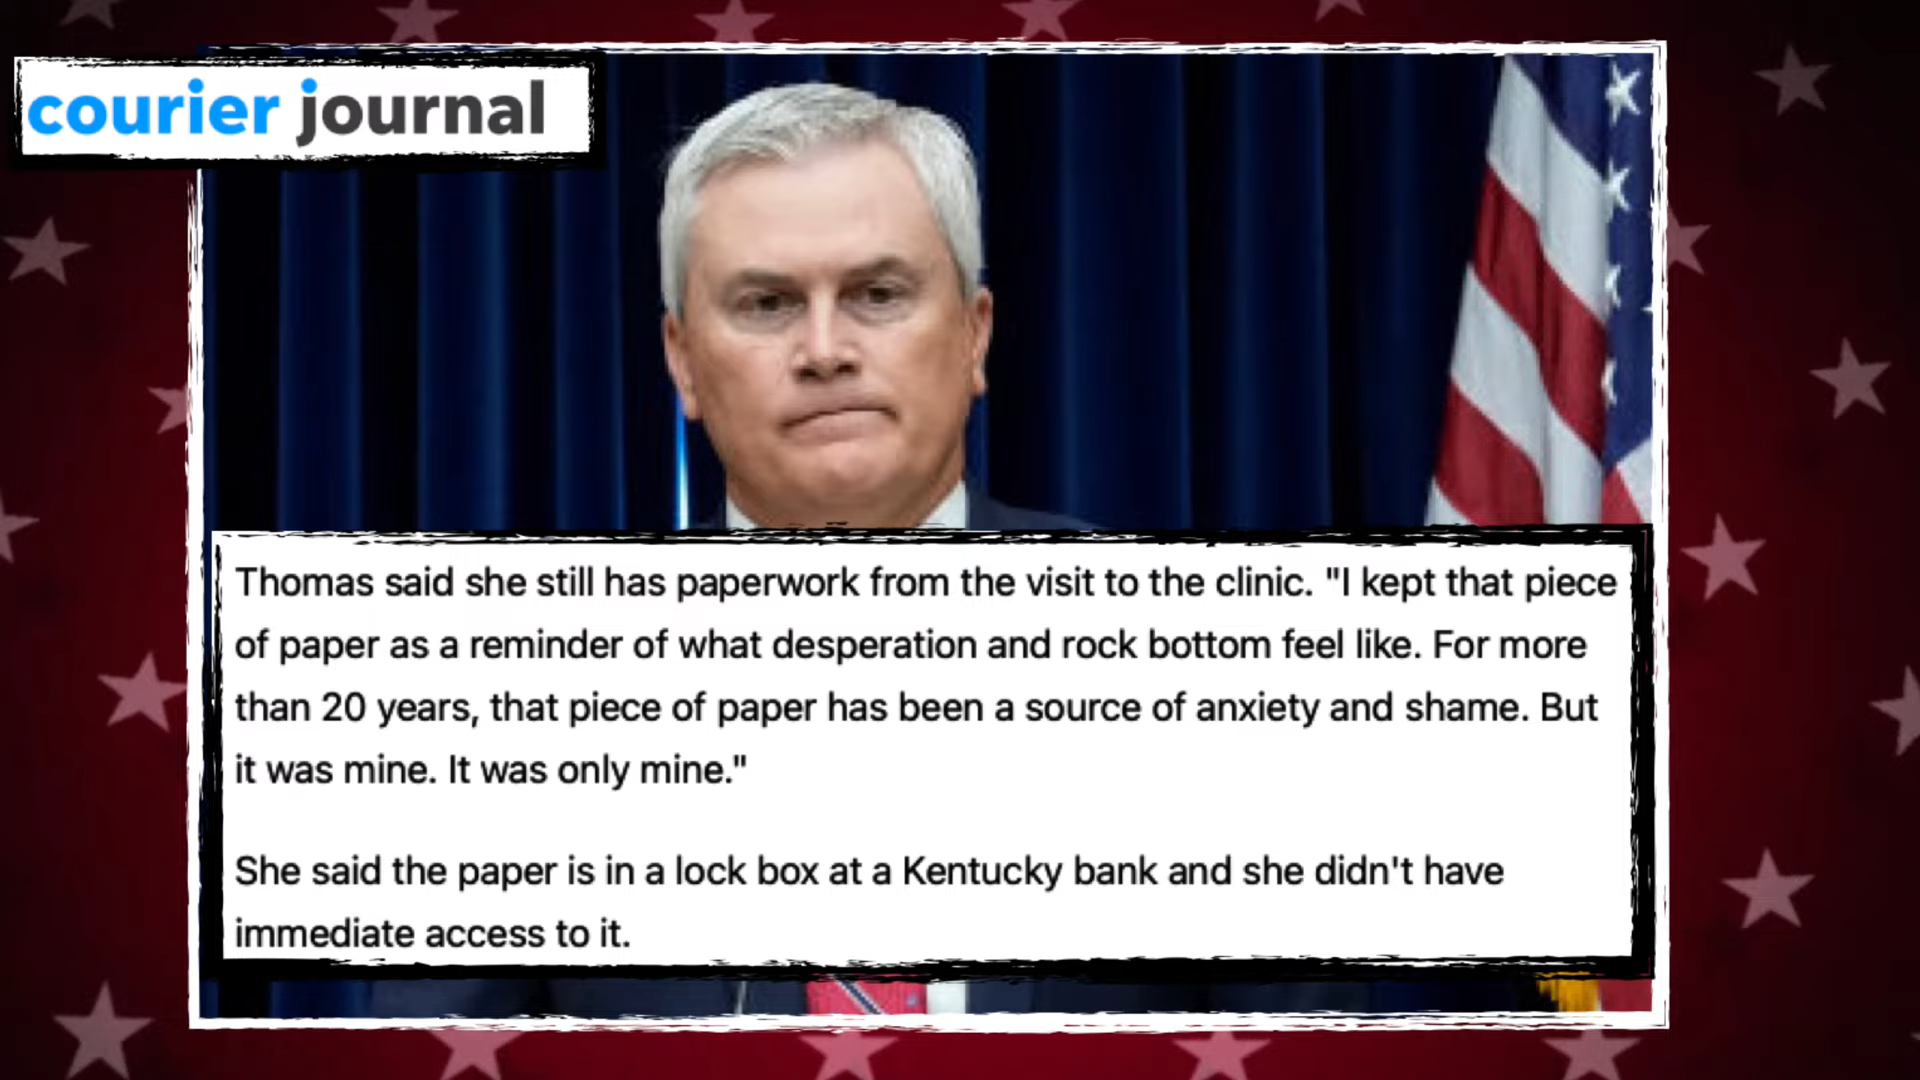 courier journal
Thomas said she still has paperwork from the visit to the clinic. "I kept that piece
of paper as a reminder of what desperation and rock bottom feel like. For more
than 20 years, that piece of paper has been a source of anxiety and shame. But
it was mine. It was only mine."
She said the paper is in a lock box at a Kentucky bank and she didn't have
immediate access to it.